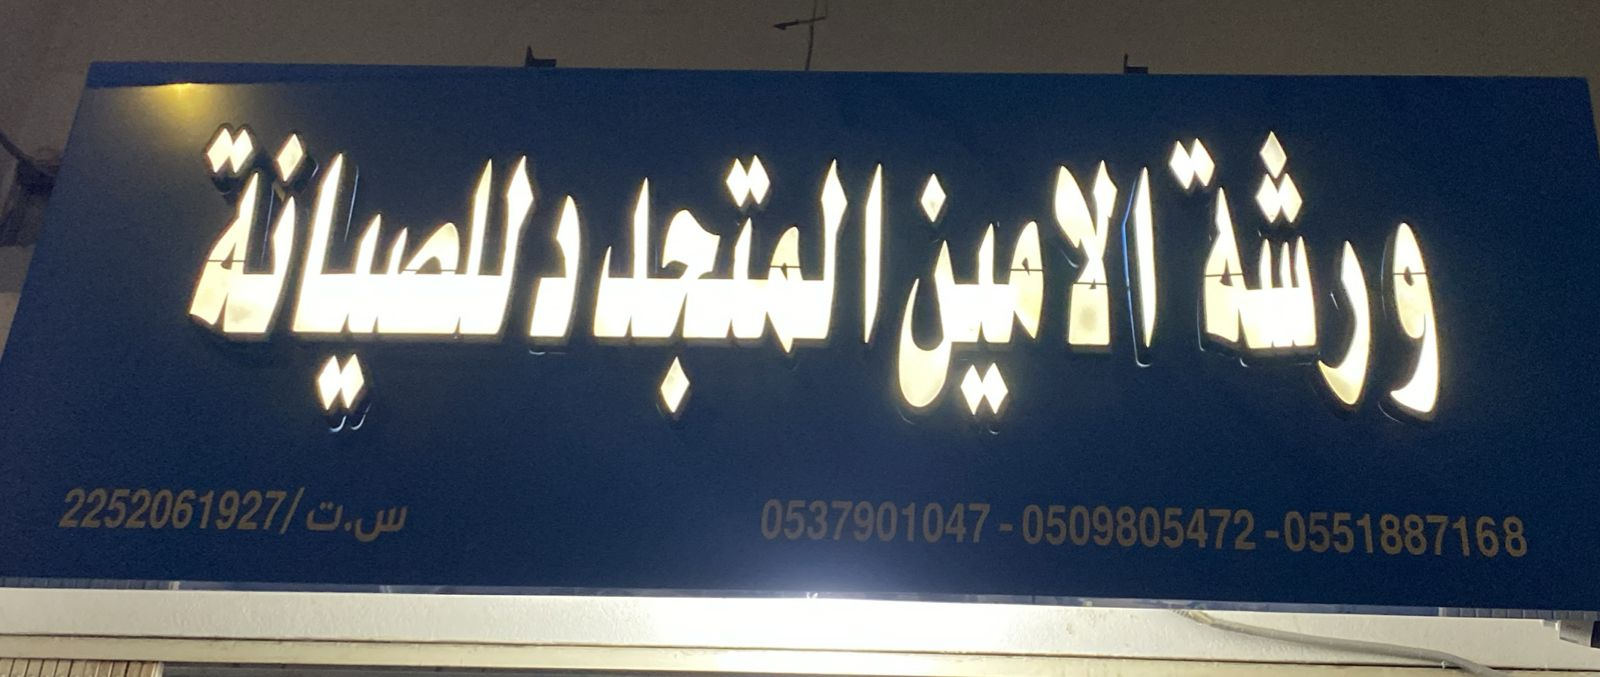 ورشة الامين المتجدد للصيانة
0537901047 - 0509805472 -0551887168
س.ت/2252061927